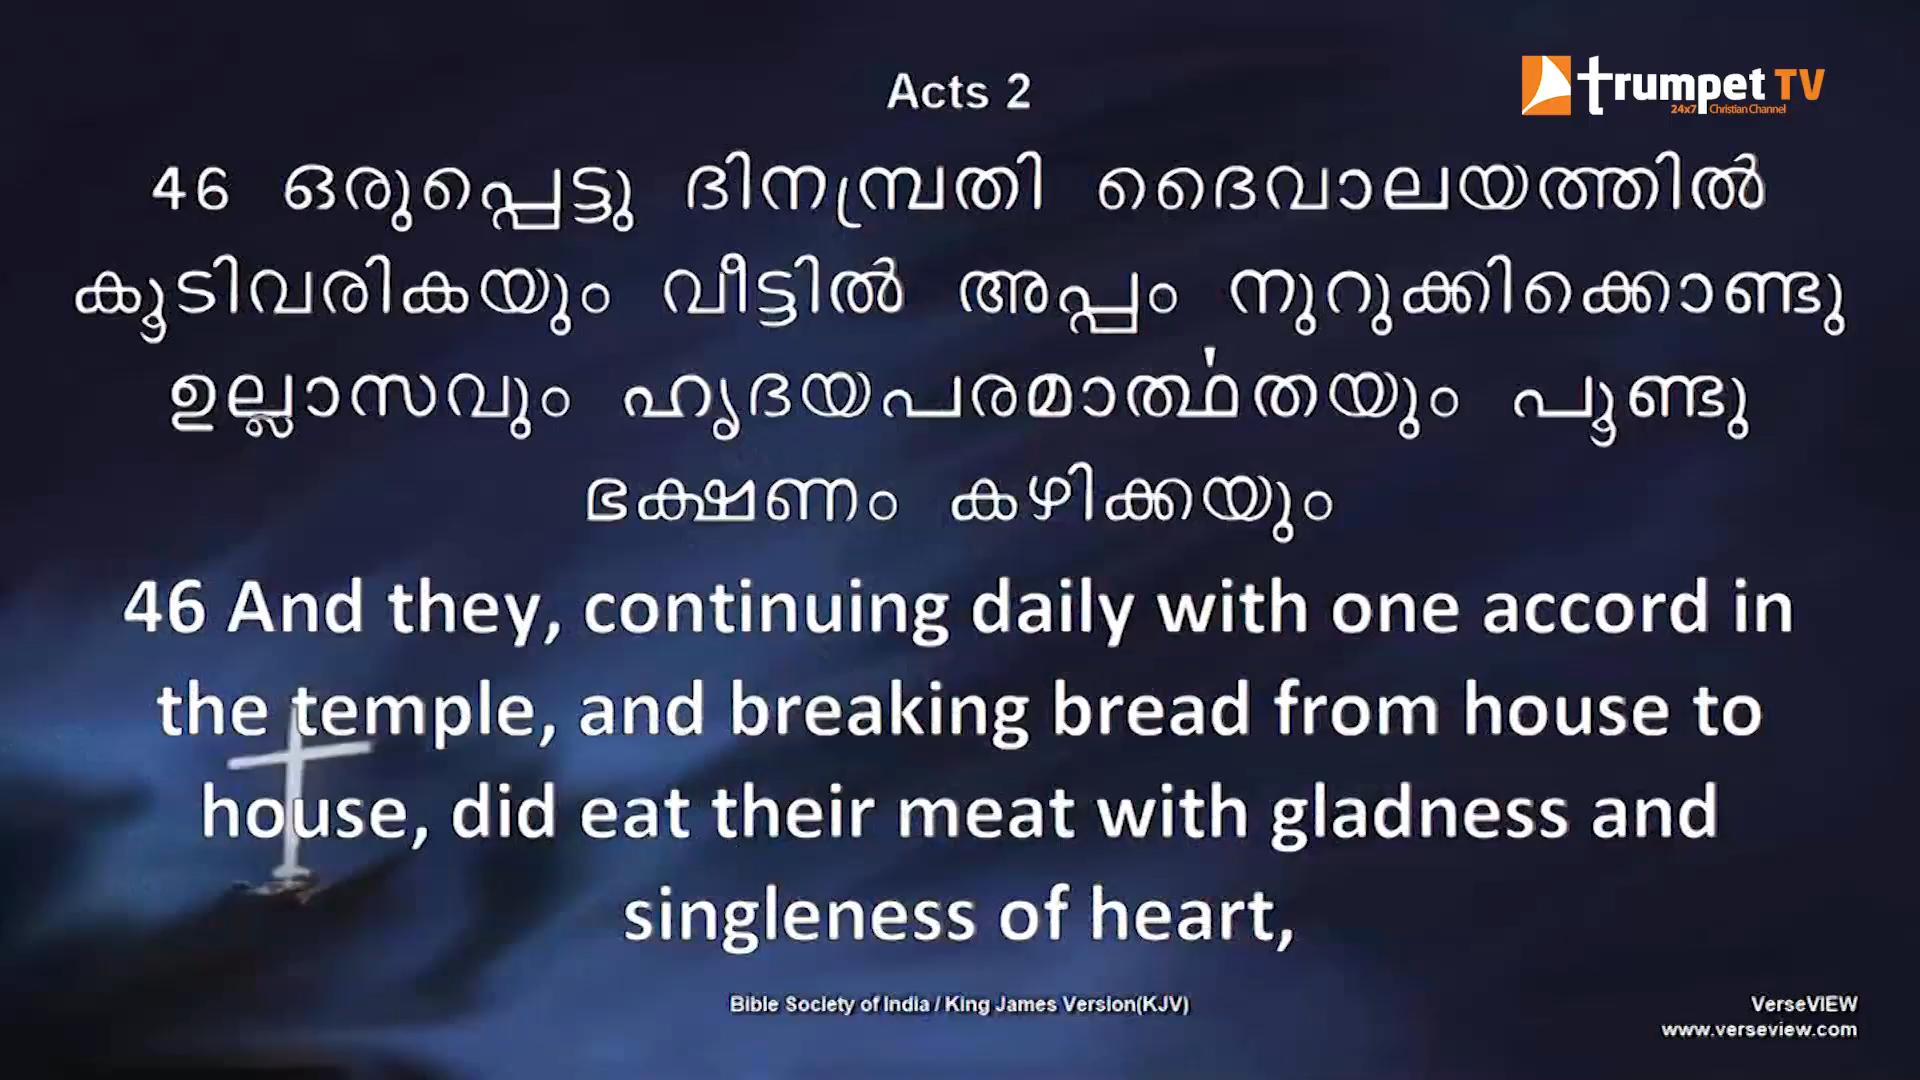 Acts 2
trumpet TV
24x7 Christian Channel
46 ഒരുപ്പെട്ടു ദിനമ്പ്രതി ദൈവാലയത്തിൽ
കൂടിവരികയും വീട്ടിൽ അപ്പം നുറുക്കിക്കൊണ്ടു
ഉല്ലാസവും ഹൃദയപരമാൎത്ഥതയും പൂണ്ടു
ഭക്ഷണം കഴിക്കയും
46 And they, continuing daily with one accord in
the temple, and breaking bread from house to
house, did eat their meat with gladness and
singleness of heart,
Bible Society of India / King James Version(KJV)
VerseVIEW
www.verseview.com